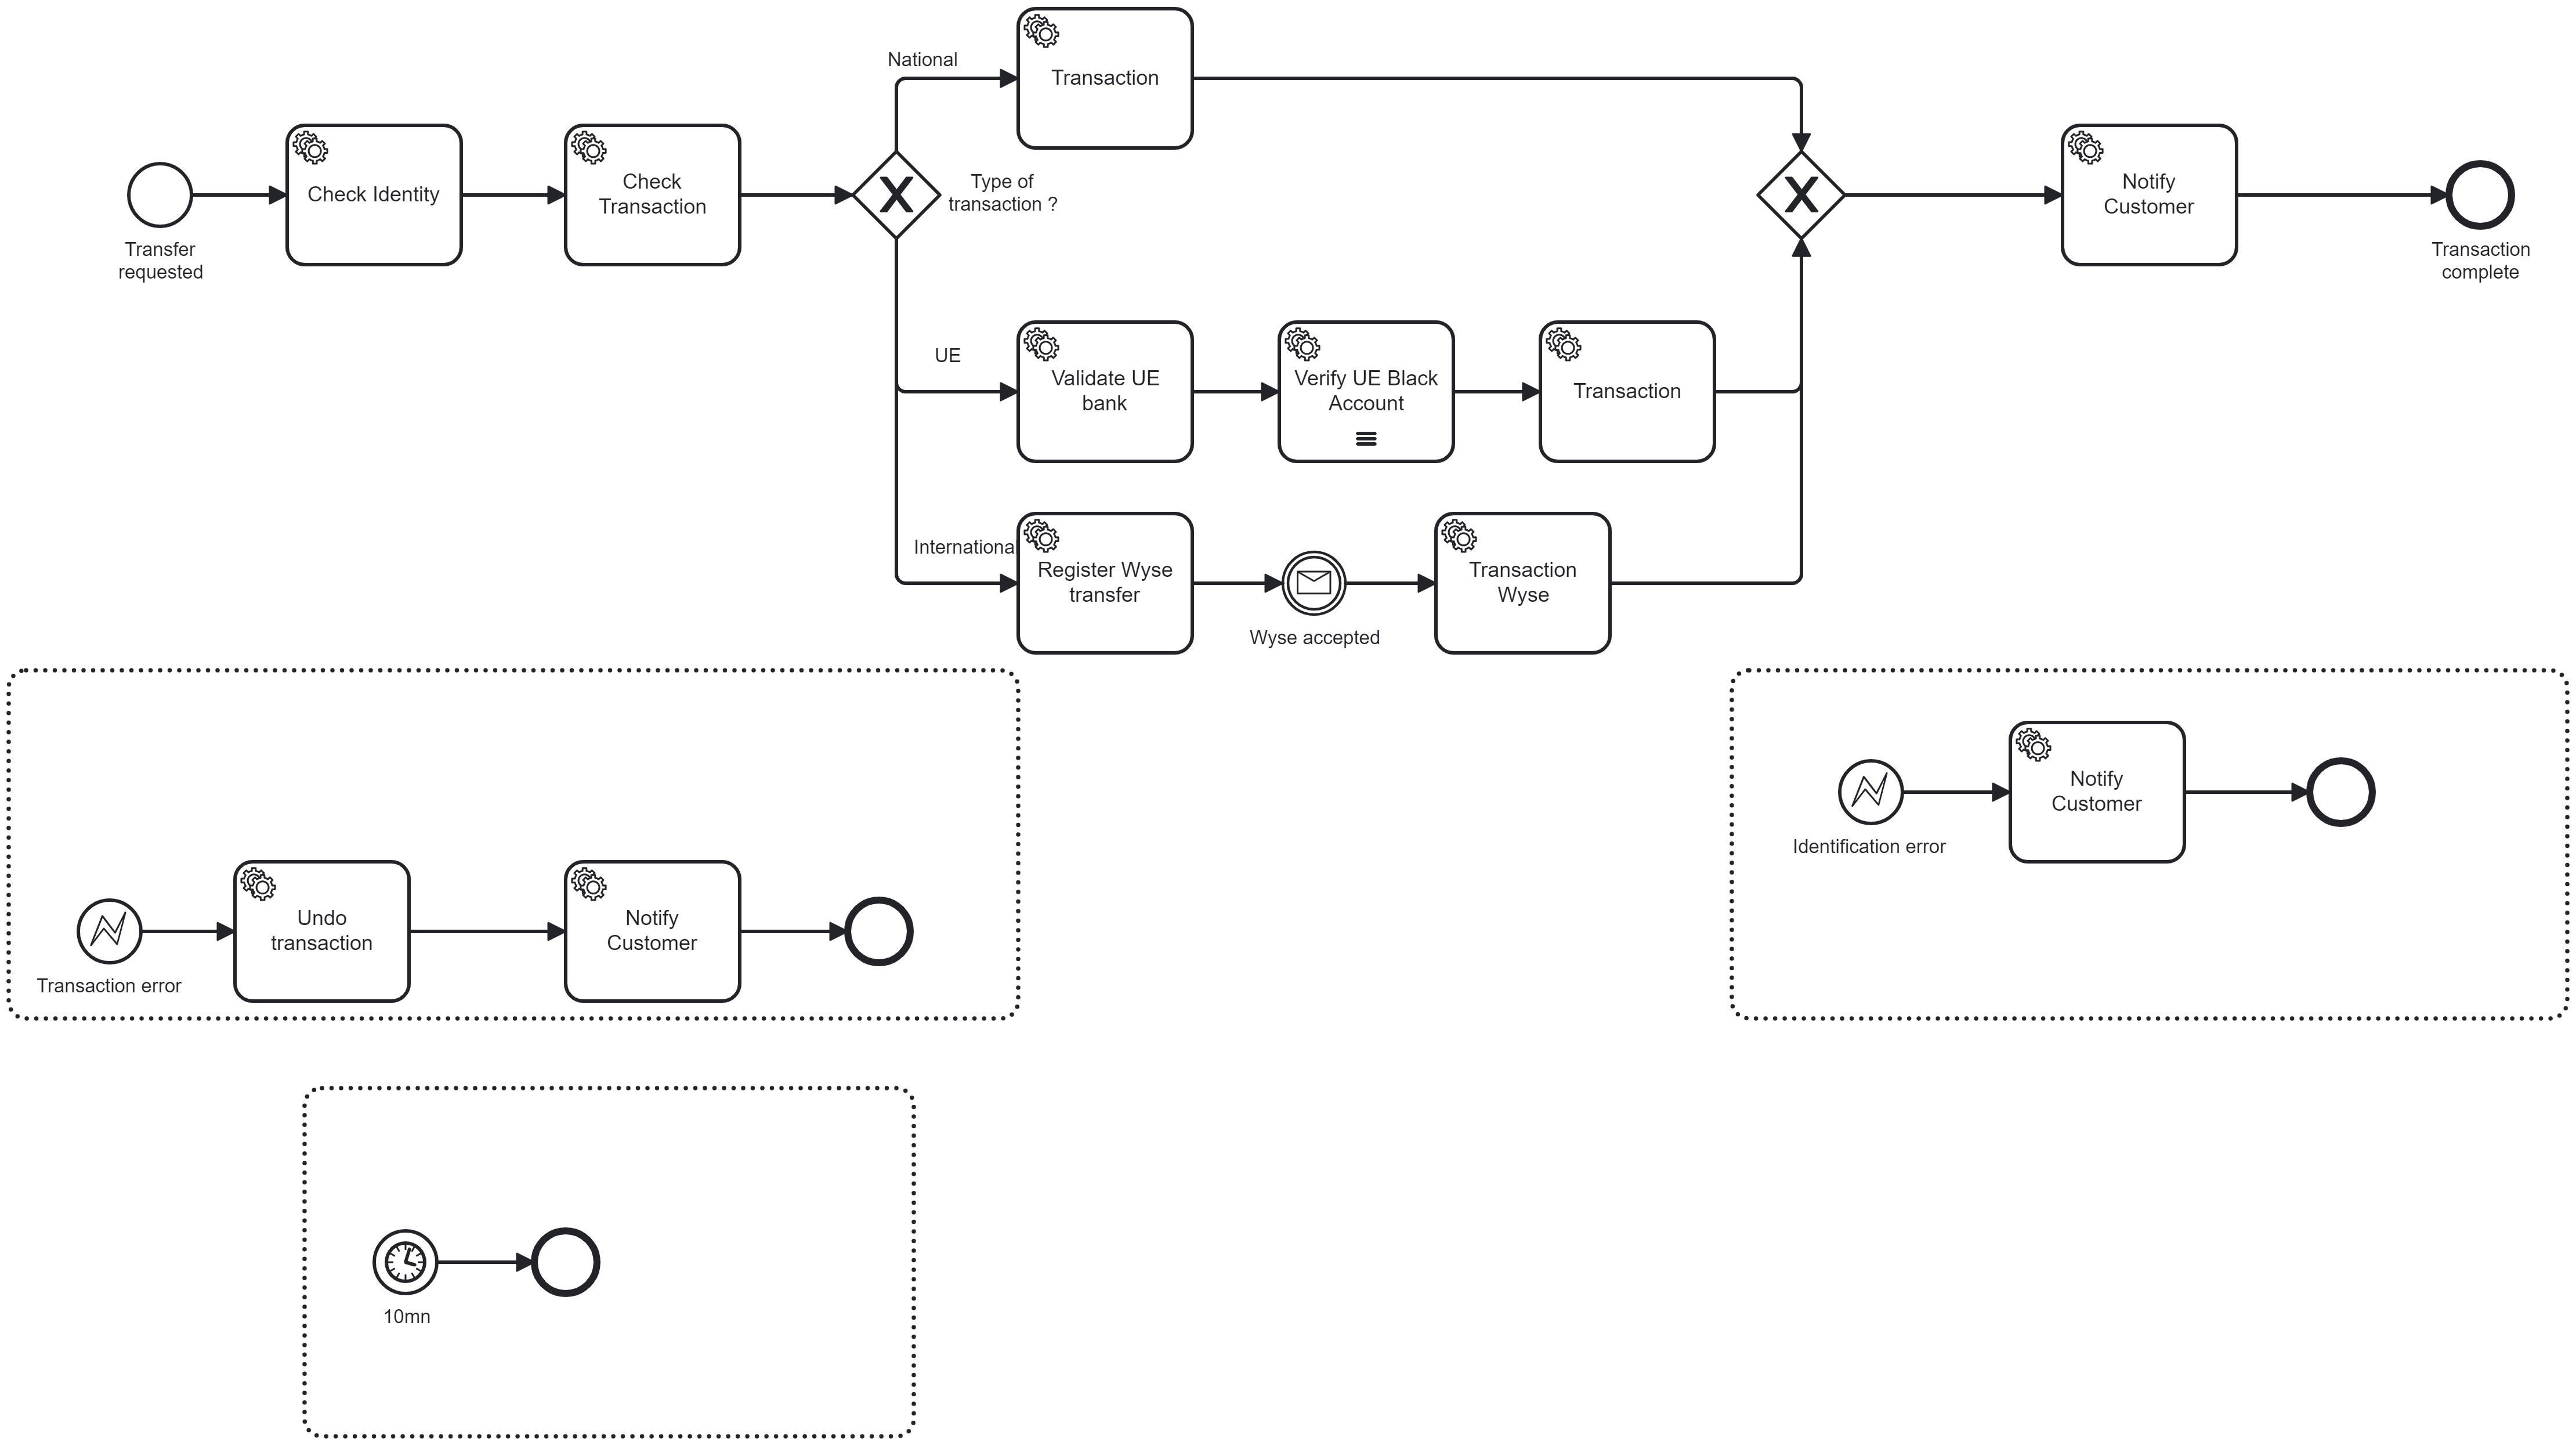 National
Transaction
Transfer
requested
Check Identity
Check
Transaction
Type of
transaction ?
Notify
Customer
Transaction
complete
UE
Validate UE
bank
Verify UE Black
Account
Transaction
International
Register Wyse
transfer
Wyse accepted
Transaction
Wyse
Transaction error
Undo
transaction
Notify
Customer
Identification error
Notify
Customer
10mn